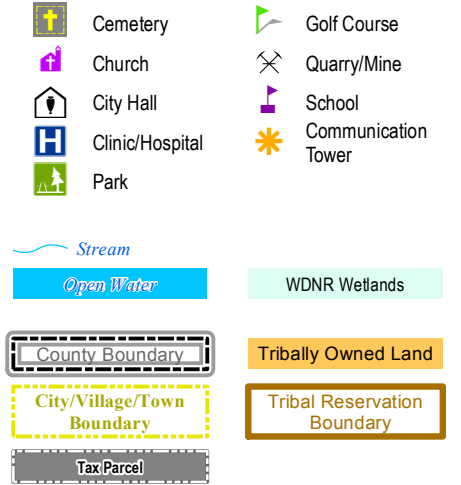 Cemetery
Golf Course
Church
Quarry/Mine
City Hall
School
H
Clinic/Hospital
Communication
Tower
Park
Stream
Open Water
WDNR Wetlands
County Boundary
Tribally Owned Land
City/Village/Town
Boundary
Tribal Reservation
Boundary
Tax Parcel